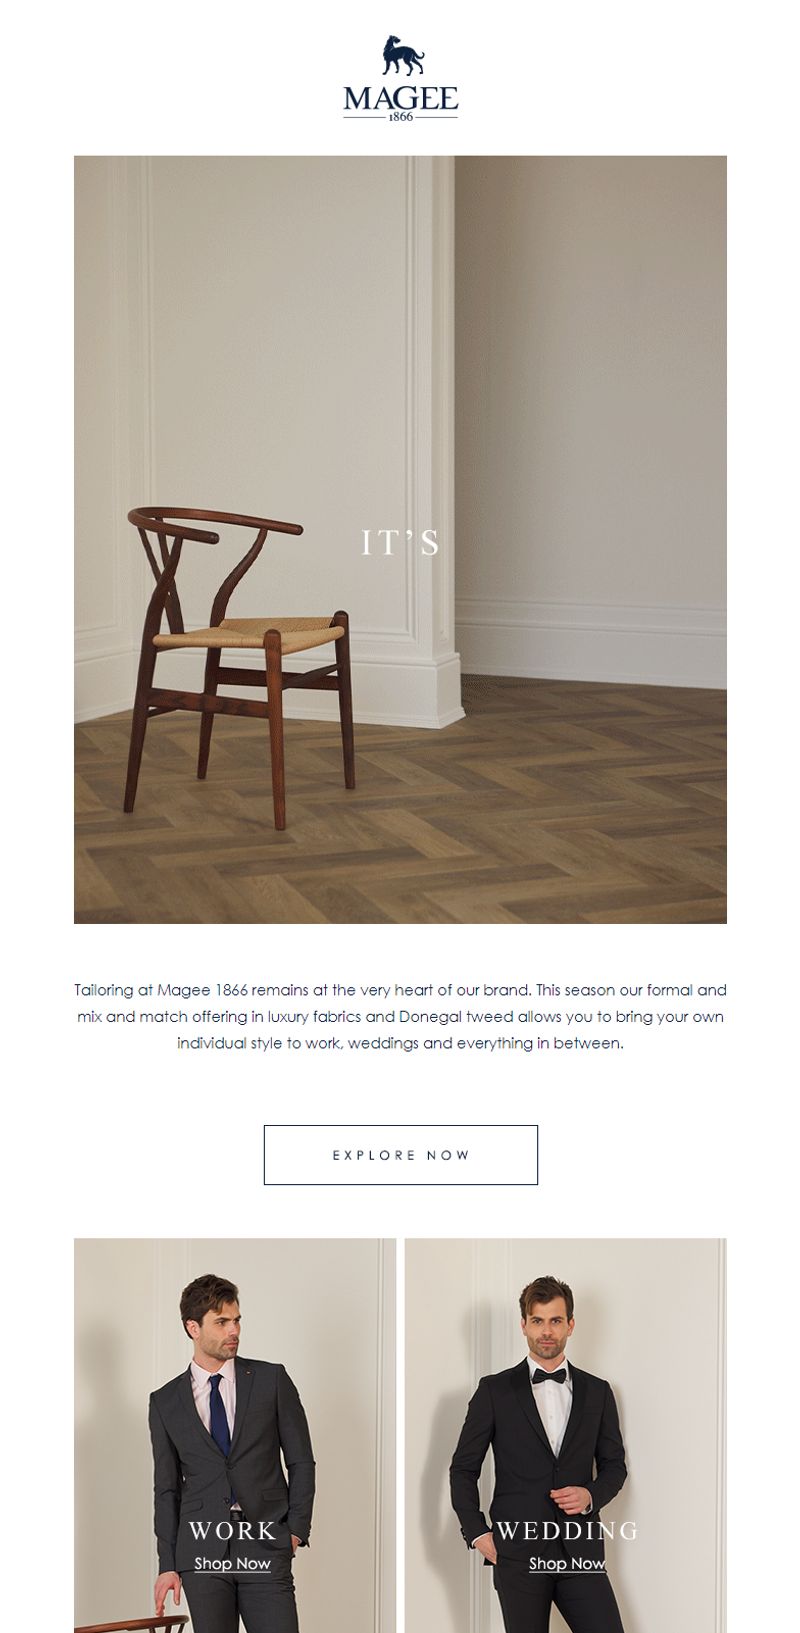 MAGEE
1866
IT’S
Tailoring at Magee 1866 remains at the very heart of our brand. This season our formal and
mix and match offering in luxury fabrics and Donegal tweed allows you to bring your own
individual style to work, weddings and everything in between.
EXPLORE NOW
WORK
Shop Now
WEDDING
Shop Now